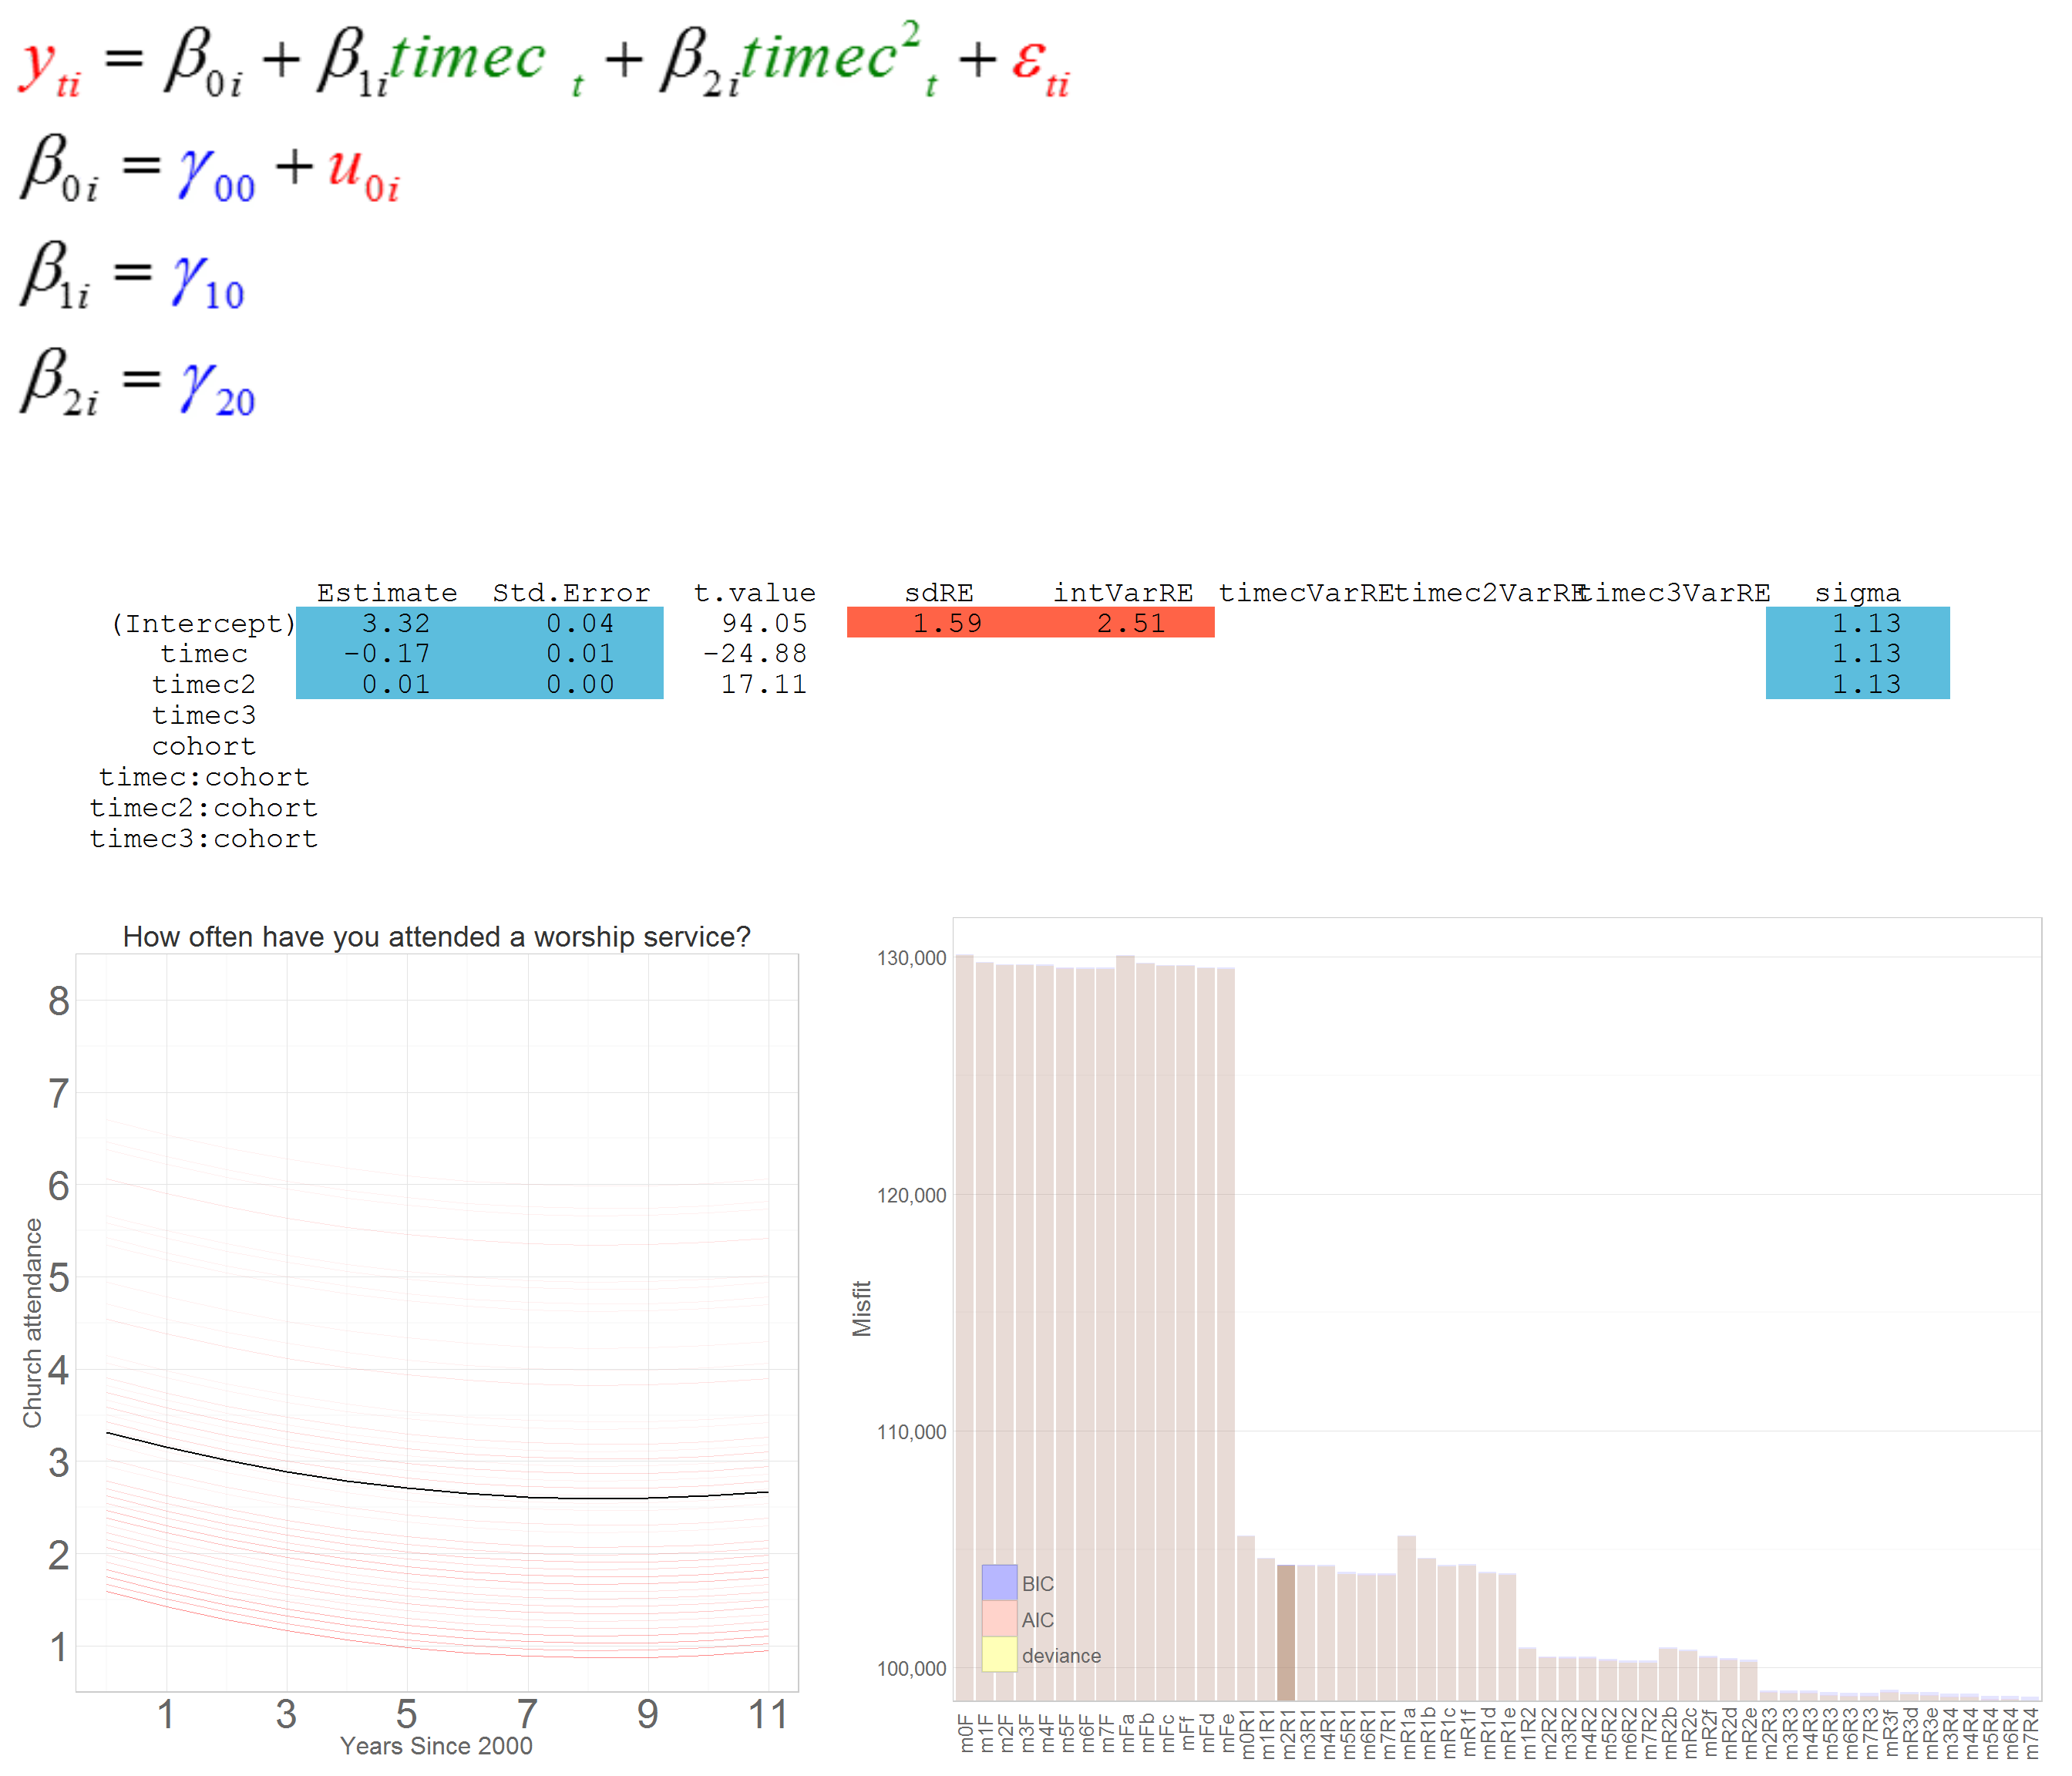 y_ti = β_0i + β_1i timec_t + β_2i timec²_t + ε_ti
β_0i = γ_00 + u_0i
β_1i = γ_10
β_2i = γ_20
Estimate Std.Error t.value sdRE intVarRE timecVarRE timec2VarRE timec3VarRE sigma
(Intercept) 3.32 0.04 94.05 1.59 2.51 1.13
timec -0.17 0.01 -24.88 1.13
timec2 0.01 0.00 17.11 1.13
timec3
cohort
timec:cohort
timec2:cohort
timec3:cohort
How often have you attended a worship service?
Church attendance
8
7
6
5
4
3
2
1
1 3 5 7 9 11
Years Since 2000
Misfit
130,000
120,000
110,000
100,000
BIC
AIC
deviance
m0F m1F m2F m3F m4F m5F m6F m7F mFa mFb mFc mFf mFd mFe m0R1 m1R1 m2R1 m3R1 m4R1 m5R1 m6R1 m7R1 mR1a mR1b mR1c mR1f mR1d mR1e m1R2 m2R2 m3R2 m4R2 m5R2 m6R2 m7R2 mR2b mR2c mR2f mR2d mR2e m2R3 m3R3 m4R3 m5R3 m6R3 m7R3 mR3f mR3d mR3e m3R4 m4R4 m5R4 m6R4 m7R4